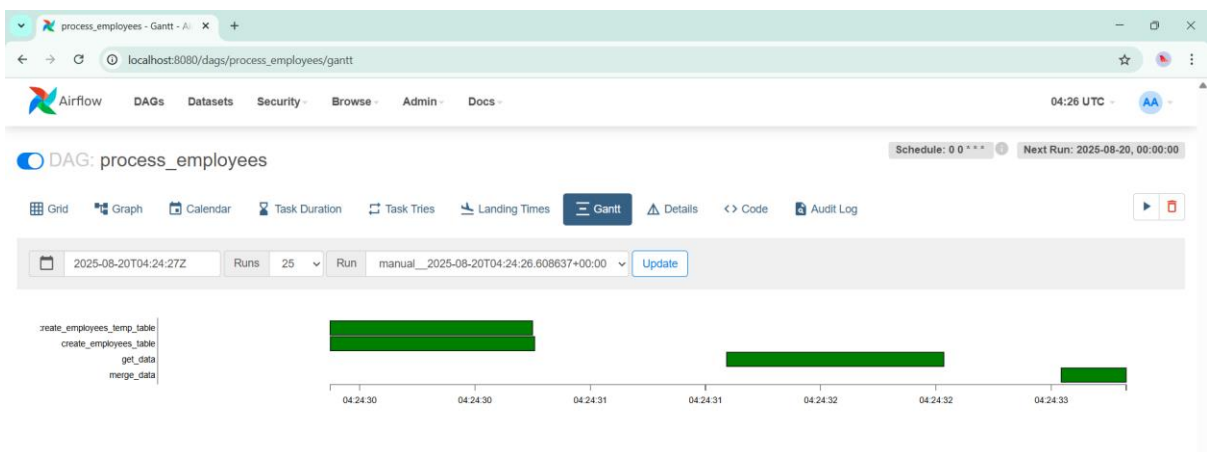 process_employees - Gantt - Ai
localhost:8080/dags/process_employees/gantt
Airflow DAGs Datasets Security Browse Admin Docs 04:26 UTC AA
DAG: process_employees Schedule: 0 0 * * * Next Run: 2025-08-20, 00:00:00
Grid Graph Calendar Task Duration Task Tries Landing Times Gantt Details <> Code Audit Log
2025-08-20T04:24:27Z Runs 25 Run manual__2025-08-20T04:24:26.608637+00:00 Update
:reate_employees_temp_table
create_employees_table
get_data
merge_data
04:24:30 04:24:30 04:24:31 04:24:31 04:24:32 04:24:32 04:24:33